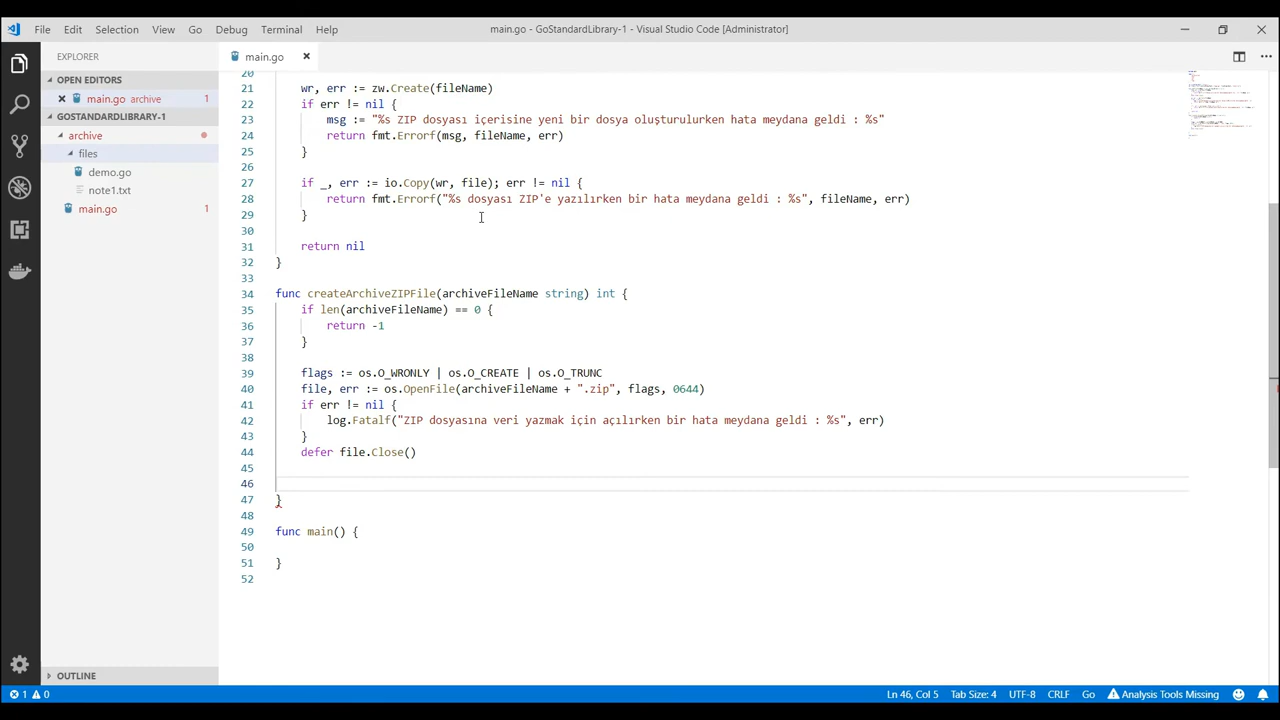 File Edit Selection View Go Debug Terminal Help
main.go - GoStandardLibrary-1 - Visual Studio Code [Administrator]
EXPLORER
main.go
OPEN EDITORS
main.go archive 1
GOSTANDARDLIBRARY-1
archive
files
demo.go
note1.txt
main.go 1
20
21 wr, err := zw.Create(fileName)
22 if err != nil {
23 msg := "%s ZIP dosyası içerisine yeni bir dosya oluşturulurken hata meydana geldi : %s"
24 return fmt.Errorf(msg, fileName, err)
25 }
26
27 if _, err := io.Copy(wr, file); err != nil {
28 return fmt.Errorf("%s dosyası ZIP'e yazılırken bir hata meydana geldi : %s", fileName, err)
29 }
30
31 return nil
32 }
33
34 func createArchiveZIPFile(archiveFileName string) int {
35 if len(archiveFileName) == 0 {
36 return -1
37 }
38
39 flags := os.O_WRONLY | os.O_CREATE | os.O_TRUNC
40 file, err := os.OpenFile(archiveFileName + ".zip", flags, 0644)
41 if err != nil {
42 log.Fatalf("ZIP dosyasına veri yazmak için açılırken bir hata meydana geldi : %s", err)
43 }
44 defer file.Close()
45
46
47 }
48
49 func main() {
50
51 }
52
OUTLINE
1 0
Ln 46, Col 5 Tab Size: 4 UTF-8 CRLF Go Analysis Tools Missing